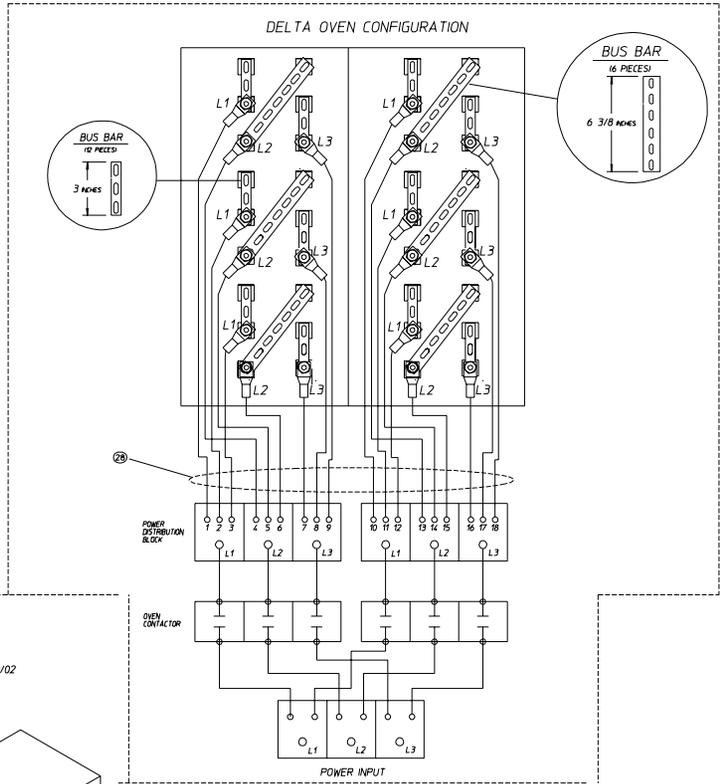 DELTA OVEN CONFIGURATION
BUS BAR
(6 PIECES)
6 3/8 INCHES
BUS BAR
(12 PIECES)
3 INCHES
L1
L2
L3
L1
L2
L3
L1
L2
L3
L1
L2
L3
L1
L2
L3
L1
L2
L3
28
POWER
DISTRIBUTION
BLOCK
1 2 3 4 5 6 7 8 9 10 11 12 13 14 15 16 17 18
L1 L2 L3 L1 L2 L3
OVEN
CONTACTOR
/02
L1 L2 L3
POWER INPUT